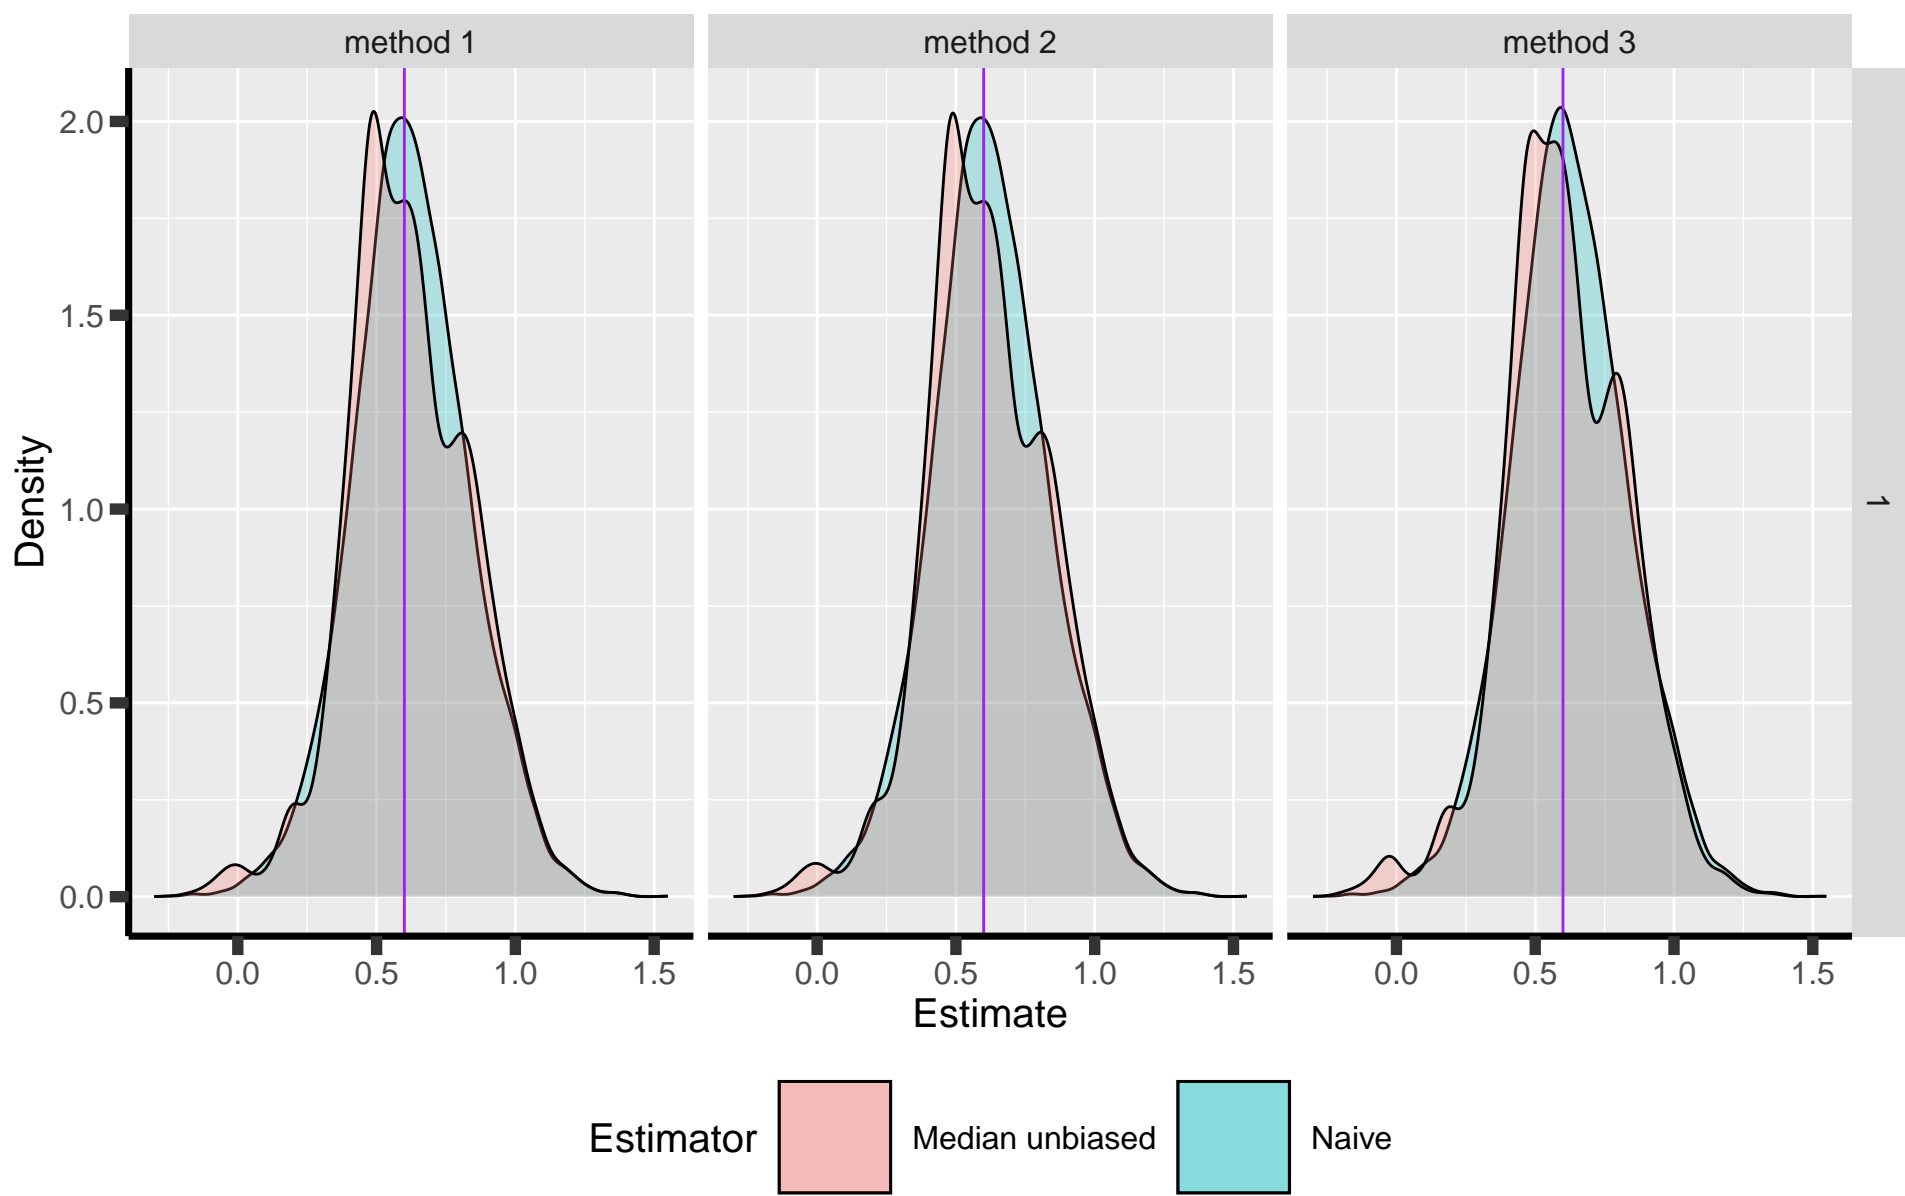 method 1 method 2 method 3
2.0
1.5
1.0
0.5
0.0
Density
1
0.0 0.5 1.0 1.5 0.0 0.5 1.0 1.5 0.0 0.5 1.0 1.5
Estimate
Estimator Median unbiased Naive